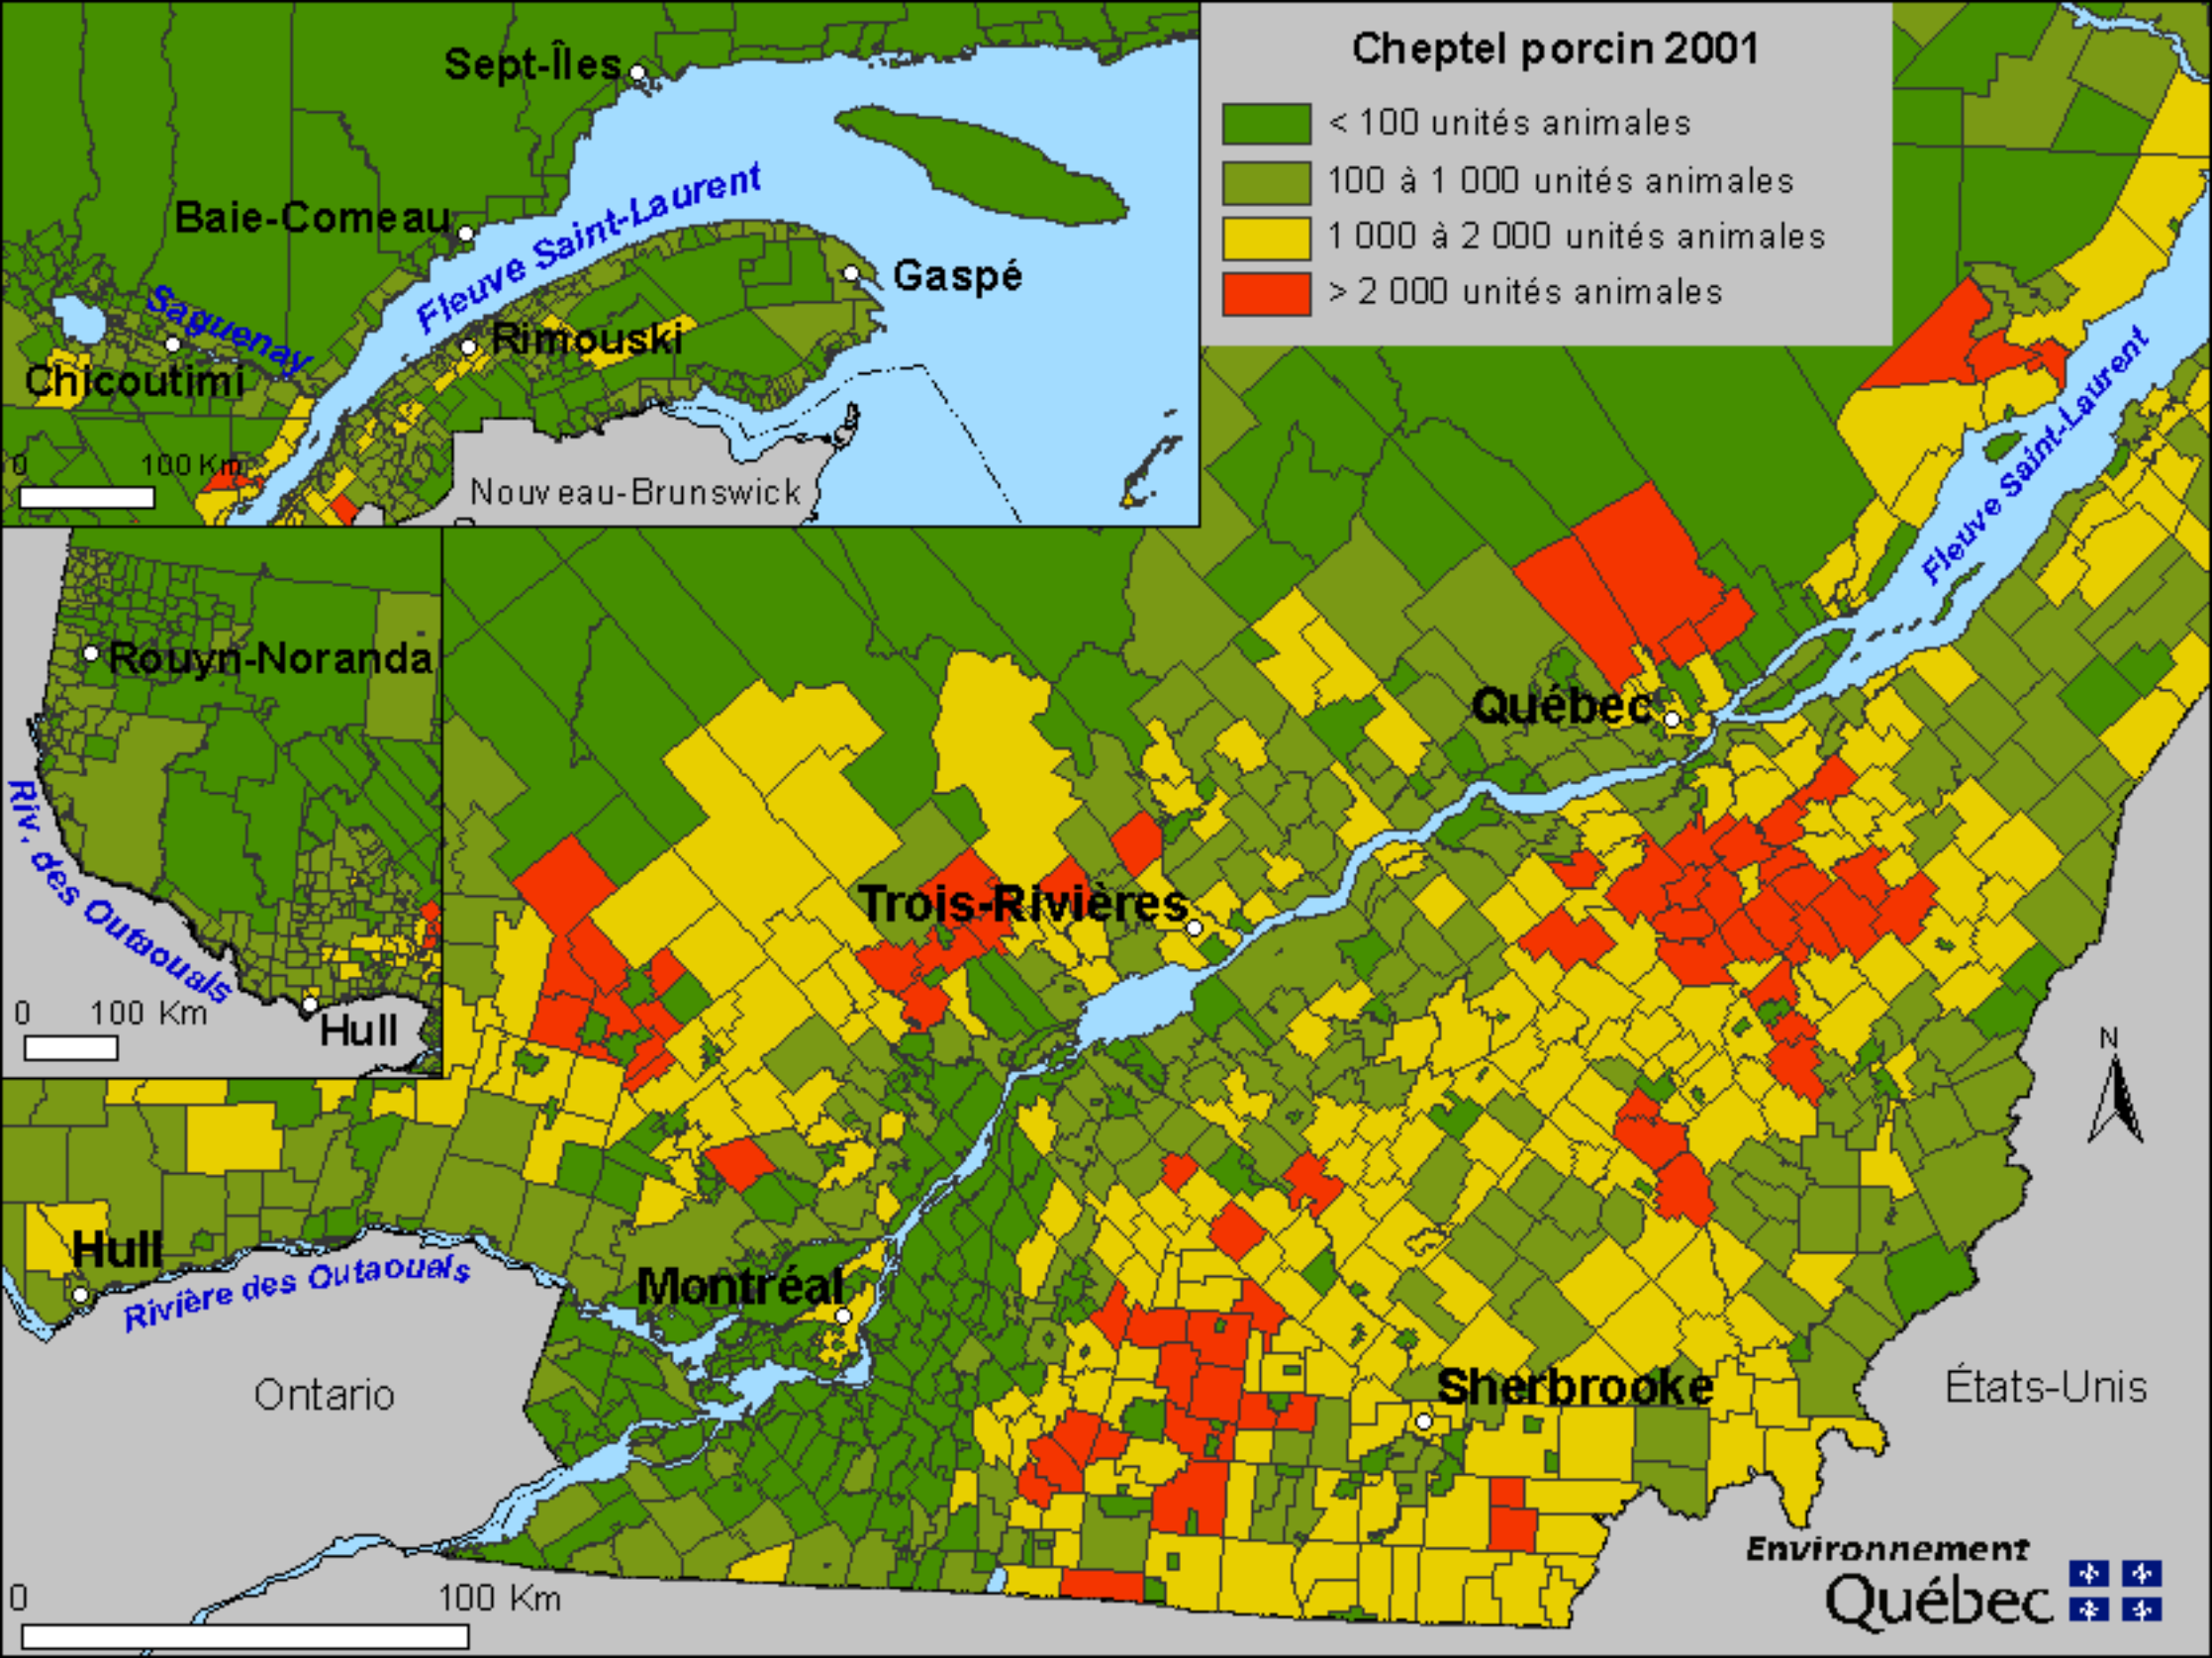 Cheptel porcin 2001
< 100 unités animales
100 à 1 000 unités animales
1 000 à 2 000 unités animales
> 2 000 unités animales
Sept-Îles
Baie-Comeau
Fleuve Saint-Laurent
Gaspé
Saguenay
Rimouski
Chicoutimi
0 100 Km
Nouveau-Brunswick
Fleuve Saint-Laurent
Rouyn-Noranda
Riv. des Outaouais
0 100 Km
Hull
Québec
Trois-Rivières
N
Hull
Rivière des Outaouais
Montréal
Ontario
Sherbrooke
États-Unis
0 100 Km
Environnement
Québec